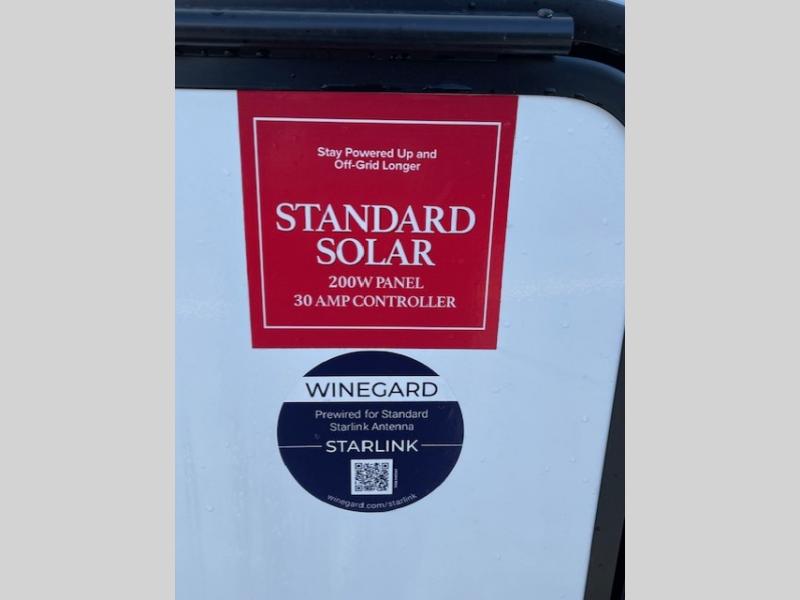 Stay Powered Up and
Off-Grid Longer
STANDARD
SOLAR
200W PANEL
30 AMP CONTROLLER
WINEGARD
Prewired for Standard
Starlink Antenna
STARLINK
winegard.com/starlink